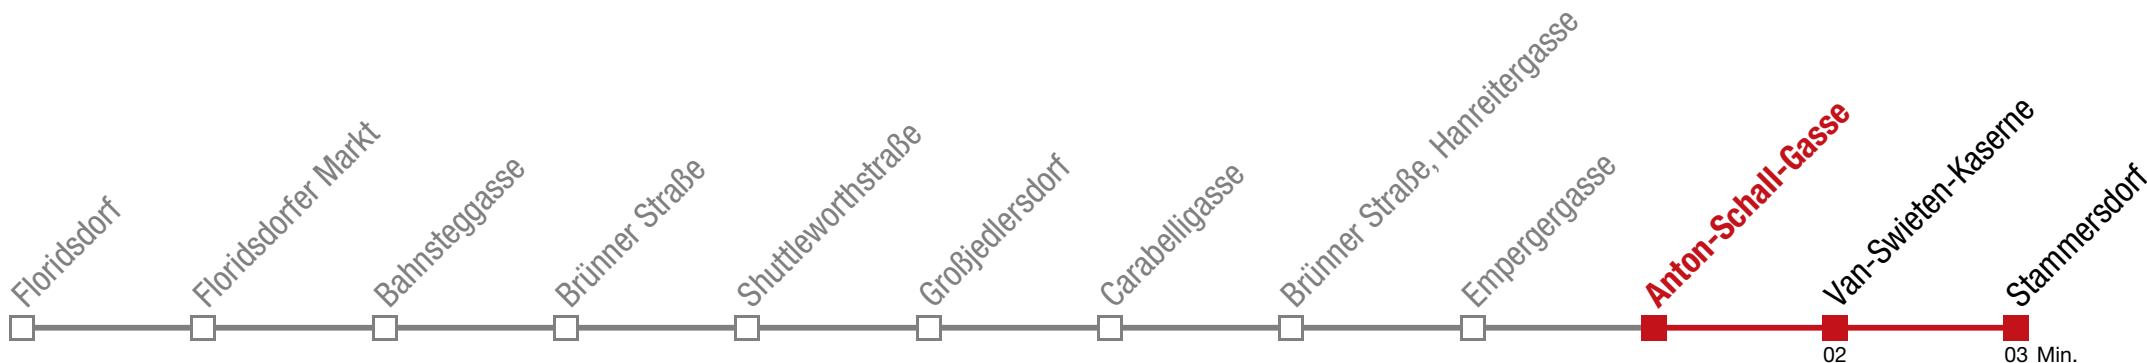 Floridsdorf
Floridsdorfer Markt
Bahnsteggasse
Brünner Straße
Shuttleworthstraße
Großjedlersdorf
Carabelligasse
Brünner Straße, Hanreitergasse
Empergergasse
Anton-Schall-Gasse
Van-Swieten-Kaserne
Stammersdorf
02
03 Min.